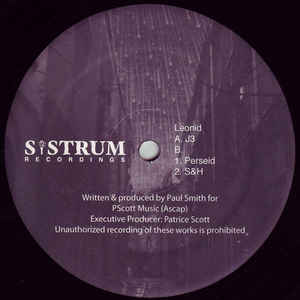 SISTRUM
RECORDINGS
Leonid
A. J3
B.
1. Perseid
2. S&H
Written & produced by Paul Smith for
PScott Music (Ascap)
Executive Producer: Patrice Scott
Unauthorized recording of these works is prohibited.